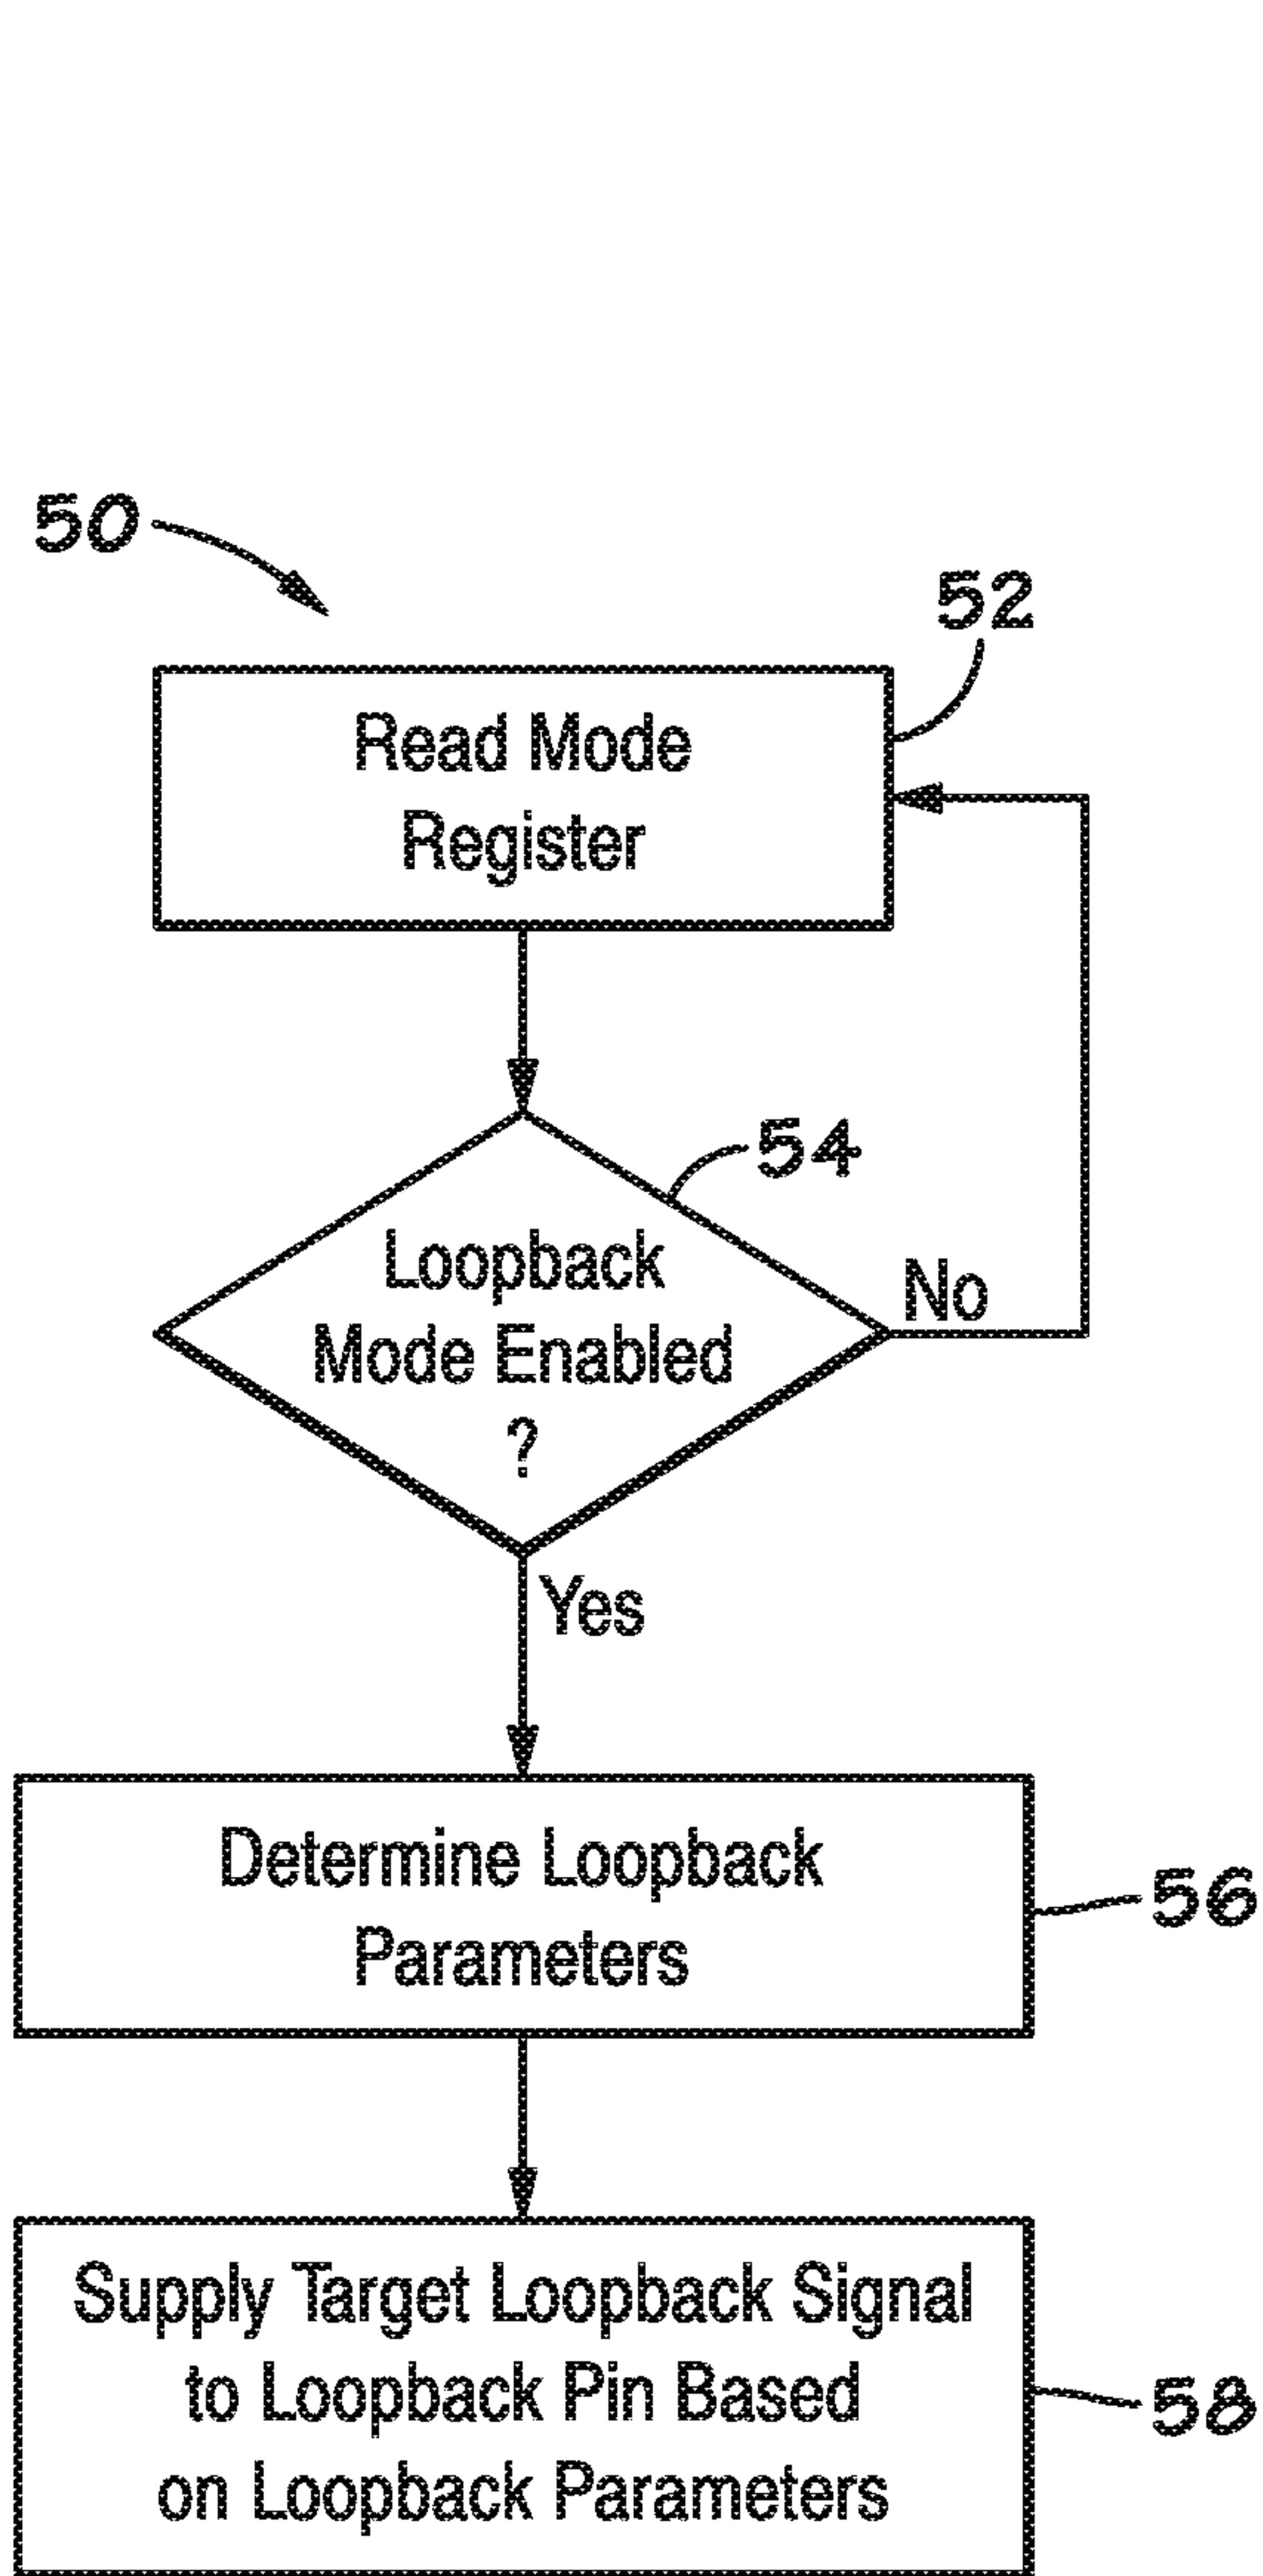 50
52
Read Mode
Register
54
Loopback
Mode Enabled
?
No
Yes
Determine Loopback
Parameters
56
Supply Target Loopback Signal
to Loopback Pin Based
on Loopback Parameters
58